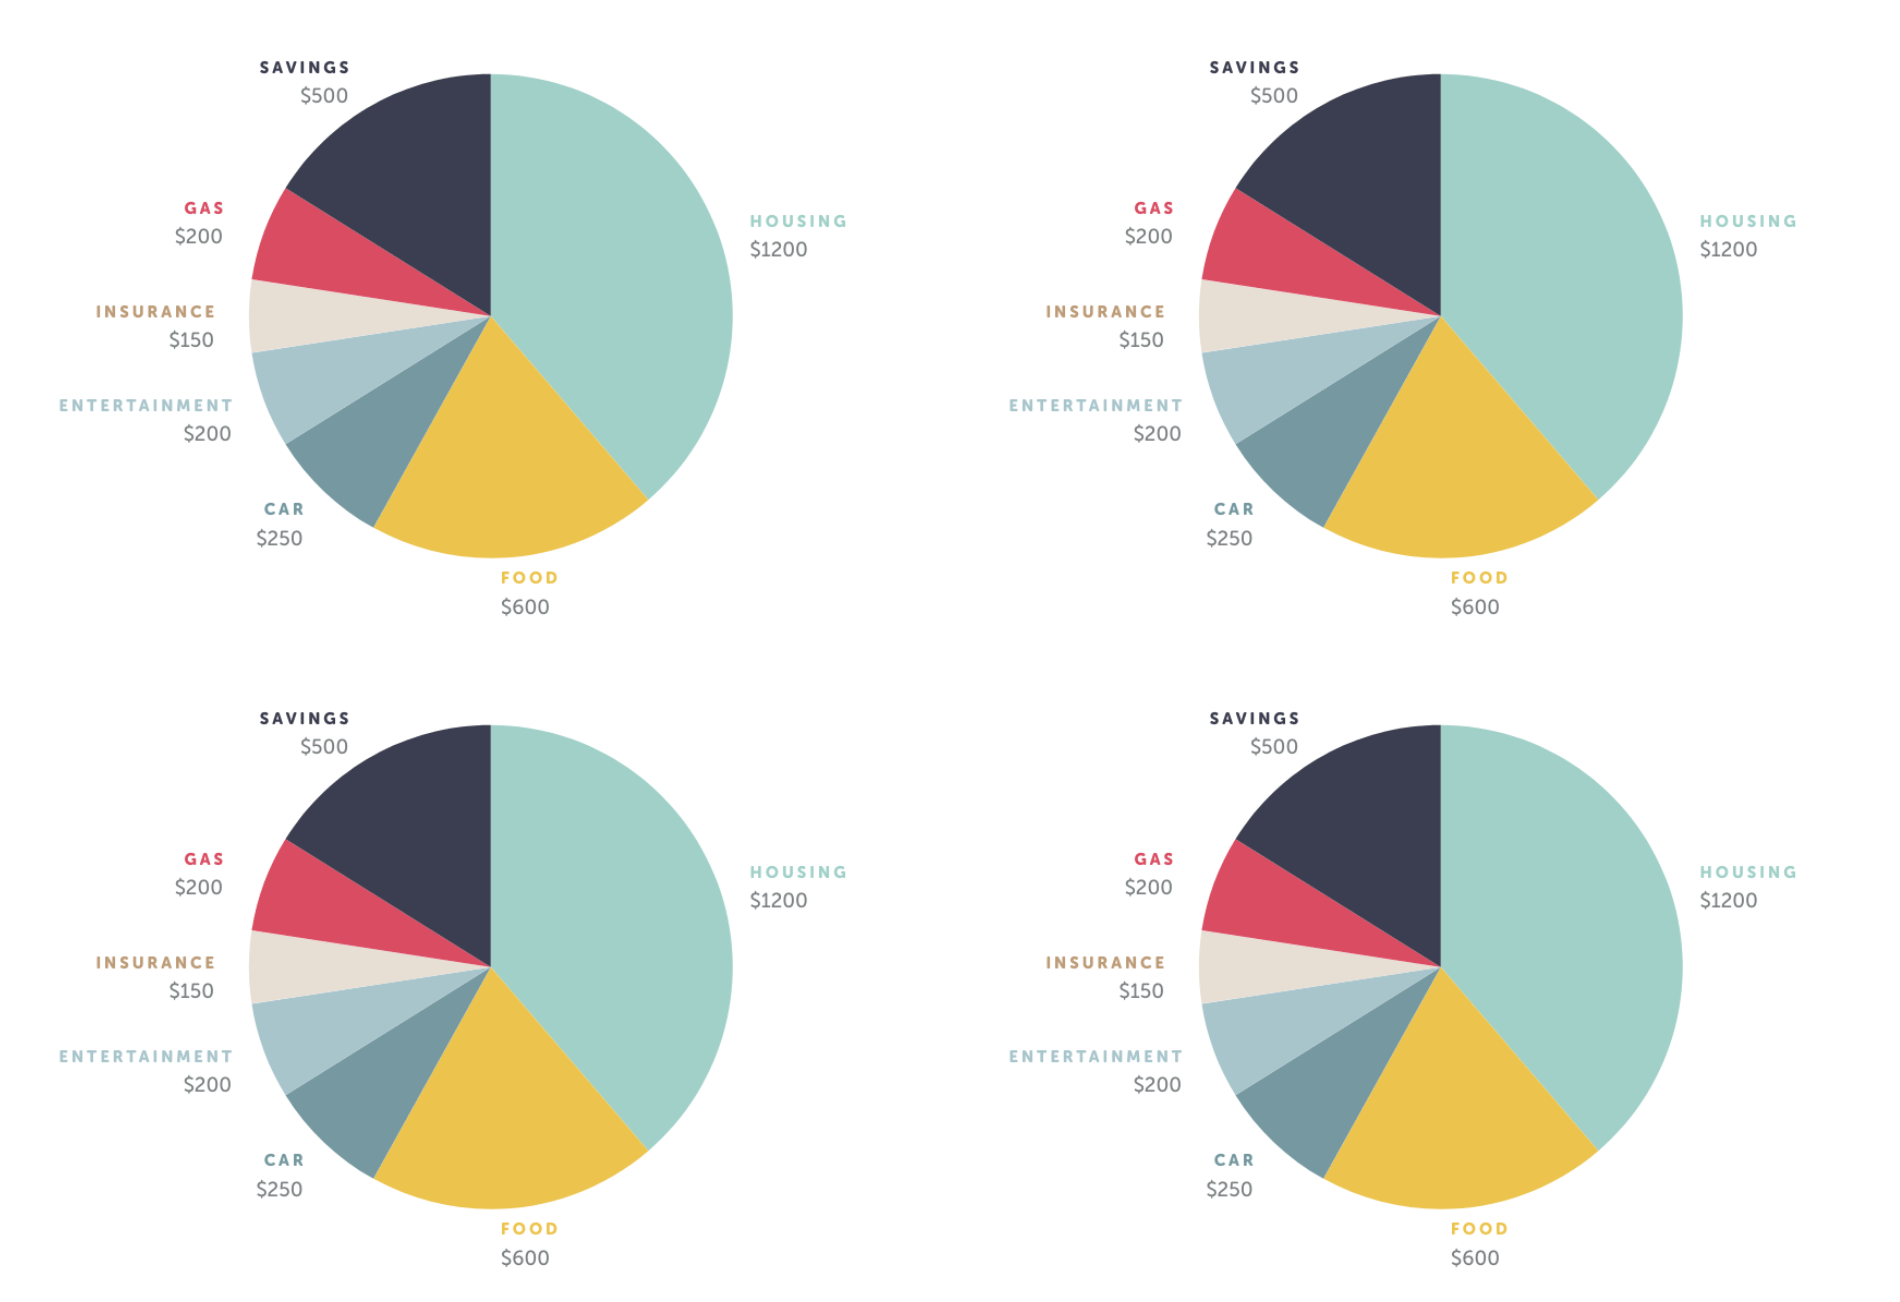 SAVINGS
$500
HOUSING
$1200
GAS
$200
INSURANCE
$150
ENTERTAINMENT
$200
CAR
$250
FOOD
$600
SAVINGS
$500
HOUSING
$1200
GAS
$200
INSURANCE
$150
ENTERTAINMENT
$200
CAR
$250
FOOD
$600
SAVINGS
$500
HOUSING
$1200
GAS
$200
INSURANCE
$150
ENTERTAINMENT
$200
CAR
$250
FOOD
$600
SAVINGS
$500
HOUSING
$1200
GAS
$200
INSURANCE
$150
ENTERTAINMENT
$200
CAR
$250
FOOD
$600